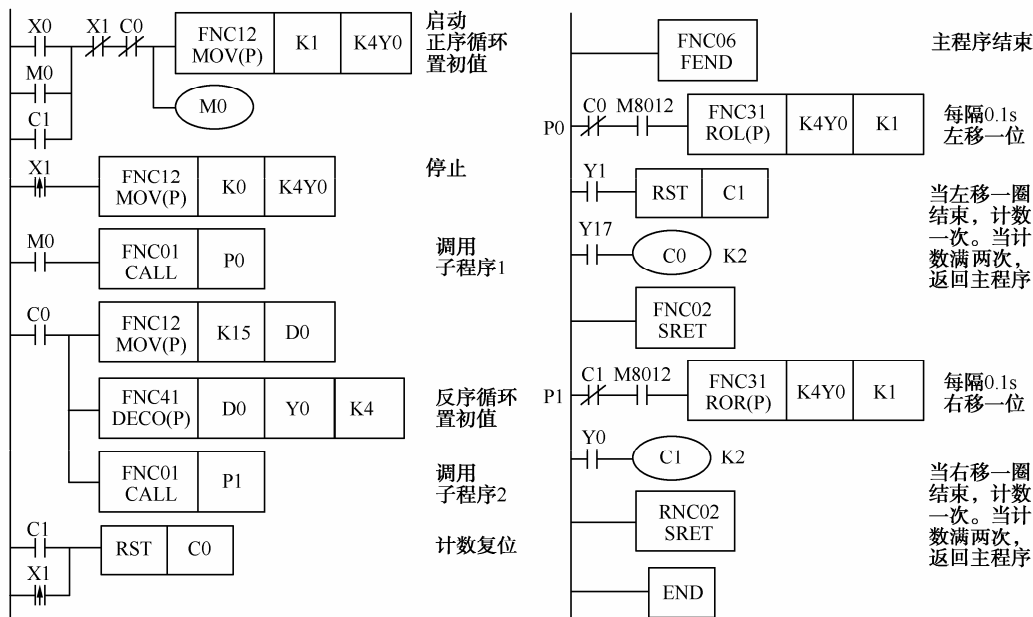 X0 X1 C0 FNC12 MOV(P) K1 K4Y0 启动
正序循环
置初值
M0
M0
C1
X1 FNC12 MOV(P) K0 K4Y0 停止
M0 FNC01 CALL P0 调用
子程序1
C0 FNC12 MOV(P) K15 D0
FNC41 DECO(P) D0 Y0 K4 反序循环
置初值
FNC01 CALL P1 调用
子程序2
C1 RST C0 计数复位
X1
FNC06 FEND 主程序结束
P0 C0 M8012 FNC31 ROL(P) K4Y0 K1 每隔0.1s
左移一位
Y1 RST C1
Y17 C0 K2
当左移一圈
结束，计数
一次。当计
数满两次，
返回主程序
FNC02 SRET
P1 C1 M8012 FNC31 ROR(P) K4Y0 K1 每隔0.1s
右移一位
Y0 C1 K2
当右移一圈
结束，计数
一次。当计
数满两次，
返回主程序
RNC02 SRET
END